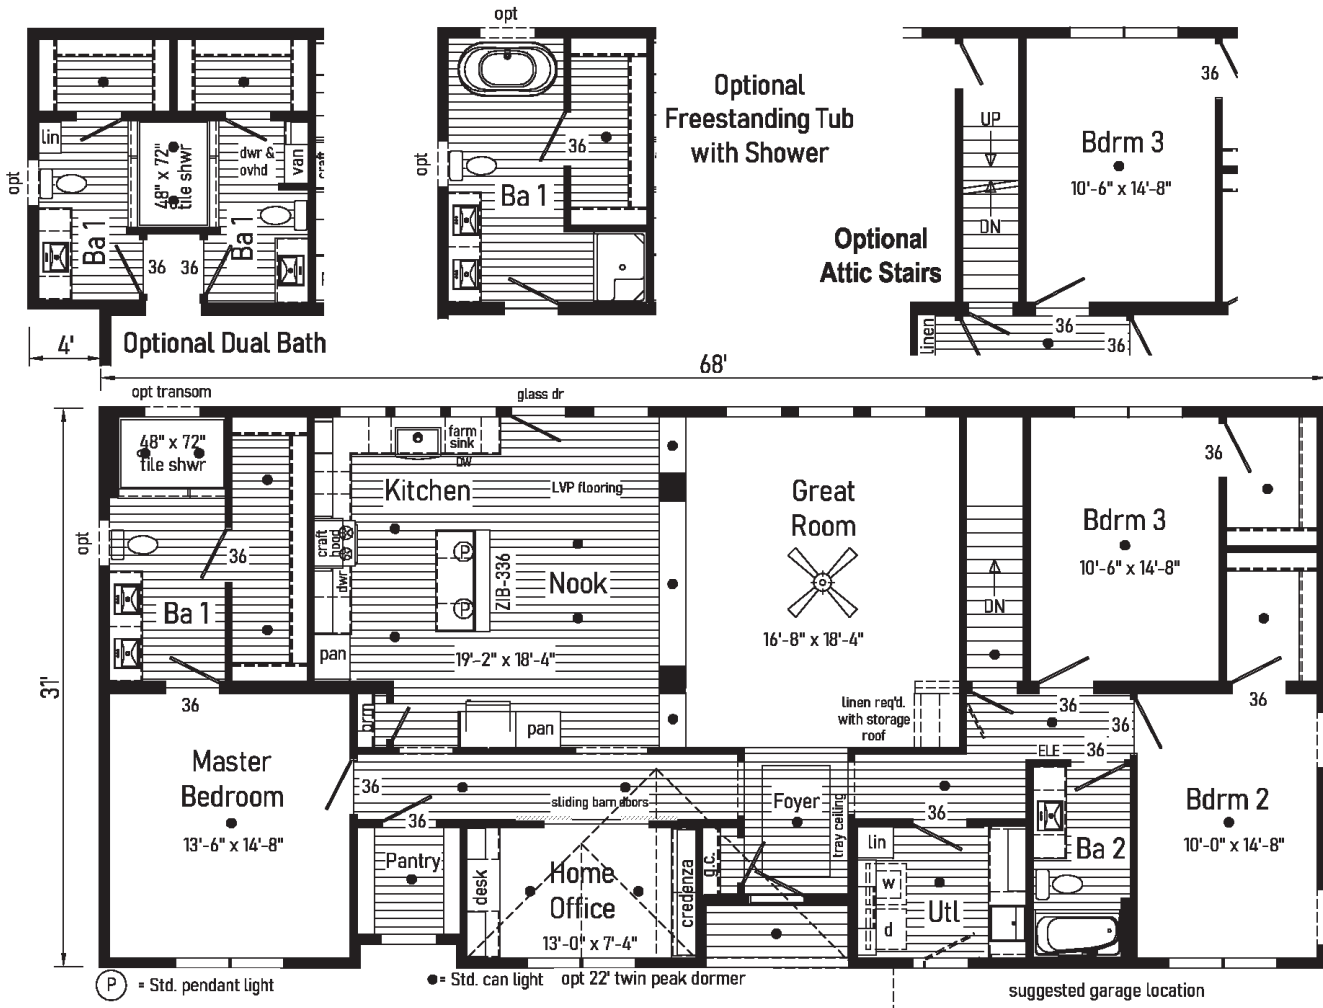 opt
Optional
Freestanding Tub
with Shower
36
UP
DN
Bdrm 3
10'-6" x 14'-8"
36
36
Optional
Attic Stairs
linen
lin
48" x 72"
tile shwr
dwr &
ovhd
van
craft
opt
Ba 1
36
36
Ba 1
4'
Optional Dual Bath
opt
36
Ba 1
68'
31'
opt transom
glass dr
48" x 72"
tile shwr
farm
sink
DW
Kitchen
LVP flooring
Great
Room
36
Bdrm 3
10'-6" x 14'-8"
opt
36
craft
hood
dwr
P
P
ZIB-336
Nook
DN
Ba 1
16'-8" x 18'-4"
pan
19'-2" x 18'-4"
36
brm
pan
linen req'd.
with storage
roof
36
36
36
ELE
36
Master
Bedroom
13'-6" x 14'-8"
36
36
sliding barn doors
Foyer
tray ceiling
36
Bdrm 2
10'-0" x 14'-8"
Pantry
desk
Home
Office
13'-0" x 7'-4"
credenza
g.c.
lin
w
d
Utl
Ba 2
P = Std. pendant light
= Std. can light
opt 22' twin peak dormer
suggested garage location